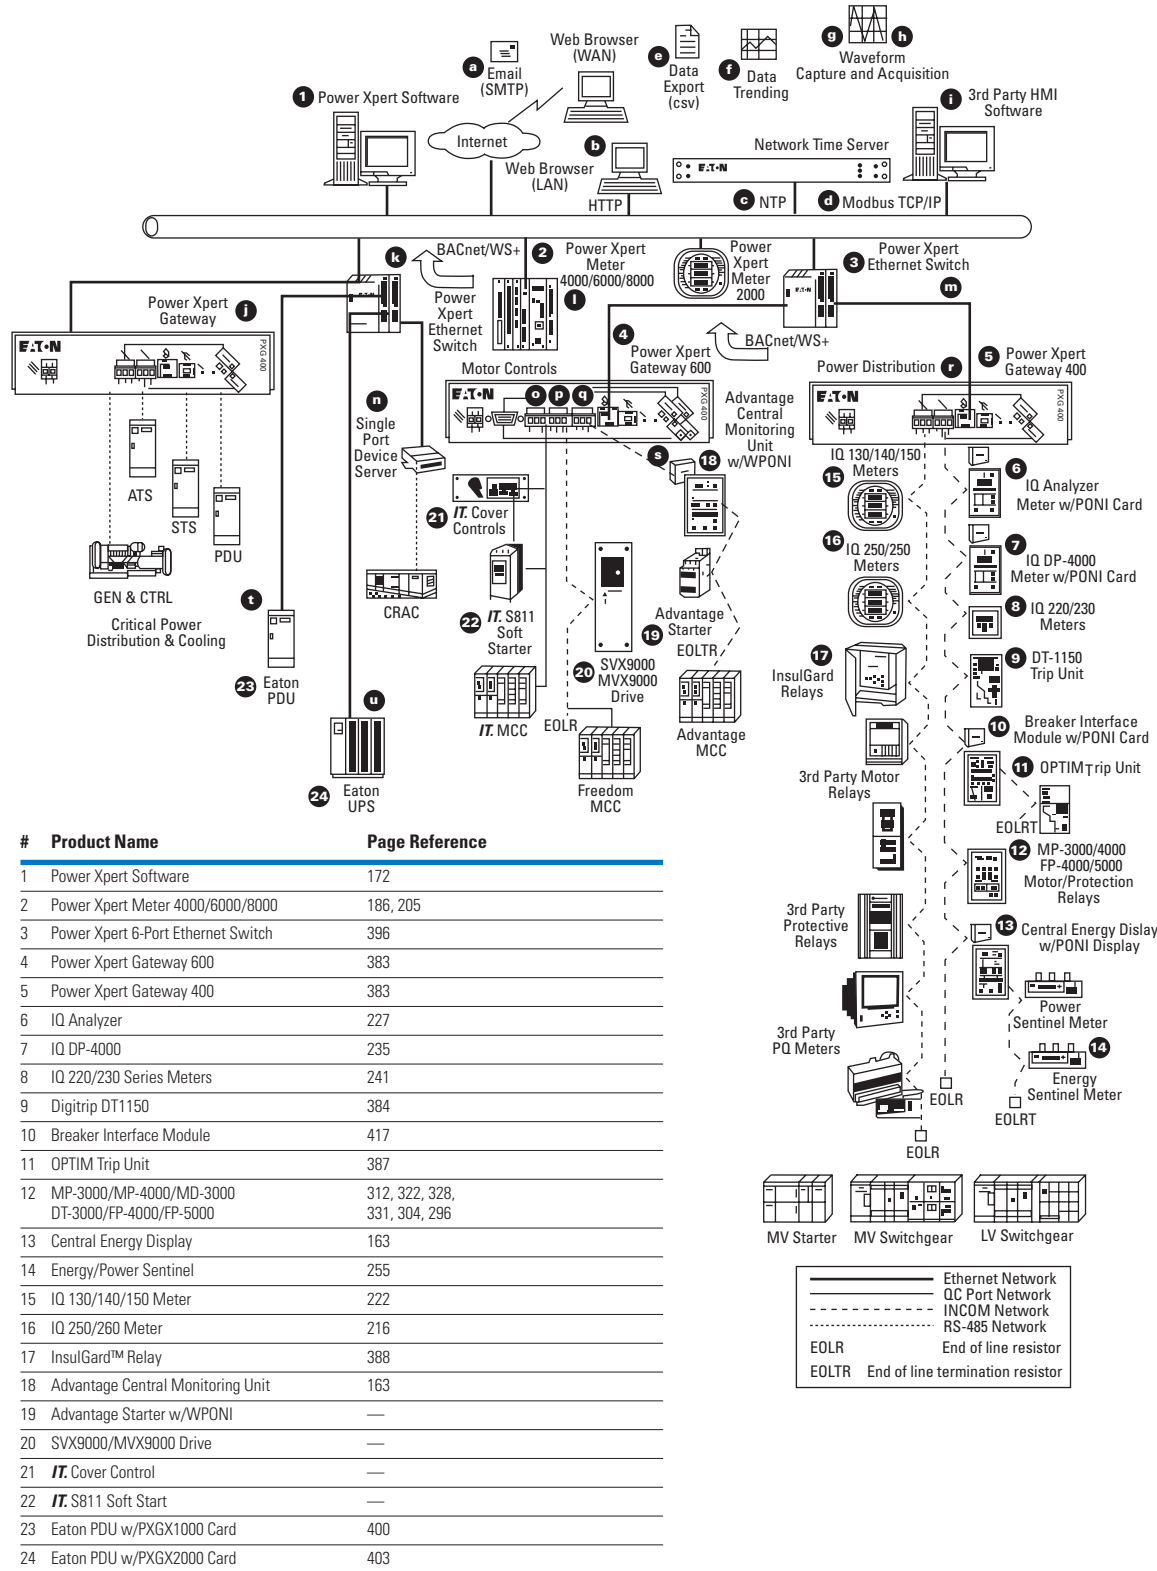 g h
Waveform
Capture and Acquisition
Web Browser
(WAN)
a Email
(SMTP)
e Data
Export
(csv)
f Data
Trending
1 Power Xpert Software
i 3rd Party HMI
Software
Internet
b
Web Browser
(LAN)
HTTP
Network Time Server
E·T·N
c NTP
d Modbus TCP/IP
k
BACnet/WS+
2 Power Xpert
Meter
4000/6000/8000
l
Power
Xpert
Meter
2000
3 Power Xpert
Ethernet Switch
m
Power Xpert
Gateway
j
E·T·N
PXG 400
E·T·N
Power
Xpert
Ethernet
Switch
E·T·N
4
Power Xpert
Gateway 600
BACnet/WS+
5 Power Xpert
Gateway 400
Power Distribution r
Motor Controls
E·T·N
o p q
PXG 400
E·T·N
PXG 400
n
Single
Port
Device
Server
Advantage
Central
Monitoring
Unit
w/WPONI
s
18
ATS
STS
PDU
GEN & CTRL
Critical Power
Distribution & Cooling
t
23 Eaton
PDU
u
24 Eaton
UPS
CRAC
21 IT. Cover
Controls
22 IT. S811
Soft
Starter
IT. MCC
EOLR
20 SVX9000
MVX9000
Drive
Freedom
MCC
19 Advantage
Starter
EOLTR
Advantage
MCC
IQ 130/140/150
Meters
15
16 IQ 250/250
Meters
17
InsulGard
Relays
3rd Party Motor
Relays
3rd Party
Protective
Relays
3rd Party
PQ Meters
EOLR
EOLR
6
IQ Analyzer
Meter w/PONI Card
7
IQ DP-4000
Meter w/PONI Card
8 IQ 220/230
Meters
9 DT-1150
Trip Unit
10 Breaker Interface
Module w/PONI Card
11 OPTIMTrip Unit
EOLRT
12 MP-3000/4000
FP-4000/5000
Motor/Protection
Relays
13 Central Energy Dislay
w/PONI Display
Power
Sentinel Meter
14
Energy
Sentinel Meter
EOLRT
MV Starter
MV Switchgear
LV Switchgear
Ethernet Network
QC Port Network
INCOM Network
RS-485 Network
EOLR End of line resistor
EOLTR End of line termination resistor
# Product Name Page Reference
1 Power Xpert Software 172
2 Power Xpert Meter 4000/6000/8000 186, 205
3 Power Xpert 6-Port Ethernet Switch 396
4 Power Xpert Gateway 600 383
5 Power Xpert Gateway 400 383
6 IQ Analyzer 227
7 IQ DP-4000 235
8 IQ 220/230 Series Meters 241
9 Digitrip DT1150 384
10 Breaker Interface Module 417
11 OPTIM Trip Unit 387
12 MP-3000/MP-4000/MD-3000 312, 322, 328,
DT-3000/FP-4000/FP-5000 331, 304, 296
13 Central Energy Display 163
14 Energy/Power Sentinel 255
15 IQ 130/140/150 Meter 222
16 IQ 250/260 Meter 216
17 InsulGard™ Relay 388
18 Advantage Central Monitoring Unit 163
19 Advantage Starter w/WPONI —
20 SVX9000/MVX9000 Drive —
21 IT. Cover Control —
22 IT. S811 Soft Start —
23 Eaton PDU w/PXGX1000 Card 400
24 Eaton PDU w/PXGX2000 Card 403